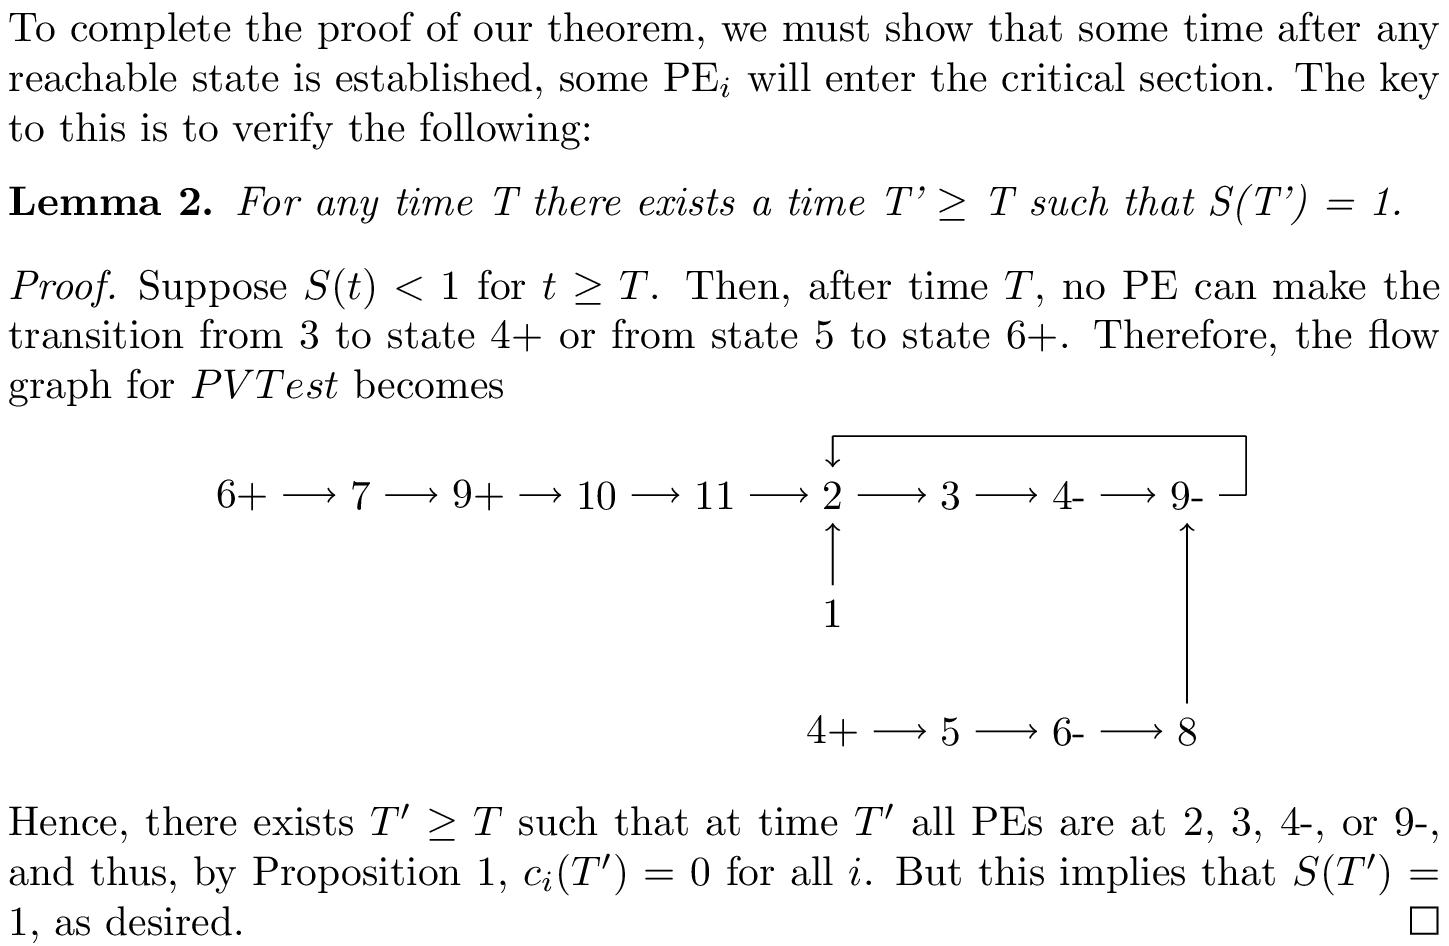 To complete the proof of our theorem, we must show that some time after any
reachable state is established, some PEᵢ will enter the critical section. The key
to this is to verify the following:
Lemma 2. For any time T there exists a time T' ≥ T such that S(T') = 1.
Proof. Suppose S(t) < 1 for t ≥ T. Then, after time T, no PE can make the
transition from 3 to state 4+ or from state 5 to state 6+. Therefore, the flow
graph for PVTest becomes
6+ ⟶ 7 ⟶ 9+ ⟶ 10 ⟶ 11 ⟶ 2 ⟶ 3 ⟶ 4- ⟶ 9-
1
4+ ⟶ 5 ⟶ 6- ⟶ 8
Hence, there exists T′ ≥ T such that at time T′ all PEs are at 2, 3, 4-, or 9-,
and thus, by Proposition 1, cᵢ(T′) = 0 for all i. But this implies that S(T′) =
1, as desired. □